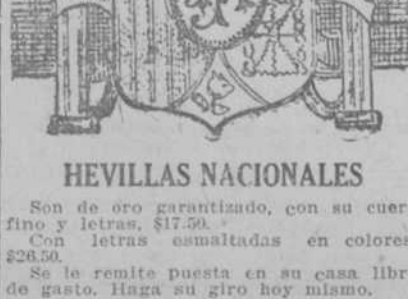 HEVILLAS NACIONALES
Son de oro garantizado, con su cuer
fino y letras, $17.50.
Con letras esmaltadas en colores
$26.50.
Se le remite puesta en su casa libr
de gasto. Haga su giro hoy mismo.